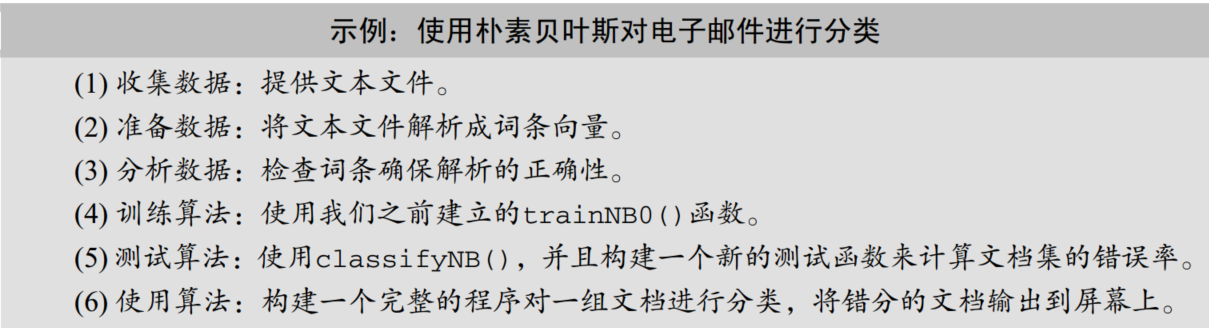 示例：使用朴素贝叶斯对电子邮件进行分类
(1) 收集数据：提供文本文件。
(2) 准备数据：将文本文件解析成词条向量。
(3) 分析数据：检查词条确保解析的正确性。
(4) 训练算法：使用我们之前建立的trainNB0()函数。
(5) 测试算法：使用classifyNB()，并且构建一个新的测试函数来计算文档集的错误率。
(6) 使用算法：构建一个完整的程序对一组文档进行分类，将错分的文档输出到屏幕上。